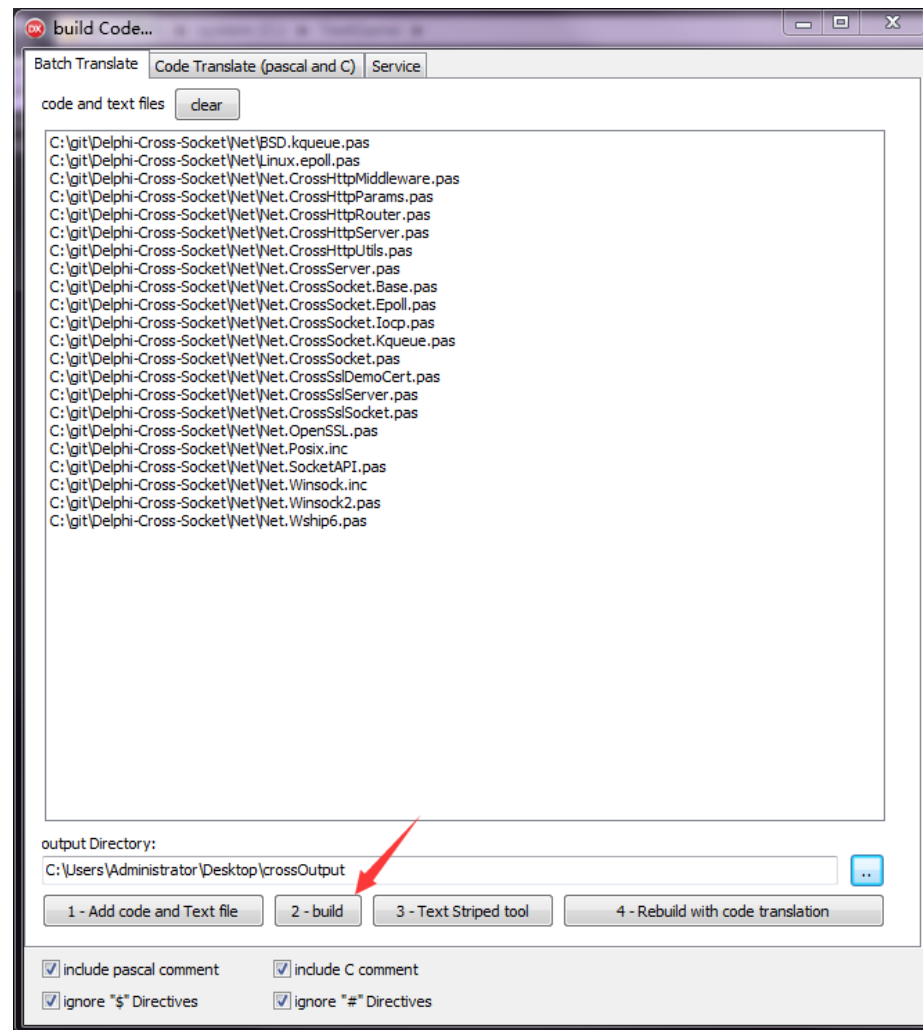 build Code...
Batch Translate Code Translate (pascal and C) Service
code and text files clear
C:\git\Delphi-Cross-Socket\Net\BSD.kqueue.pas
C:\git\Delphi-Cross-Socket\Net\Linux.epoll.pas
C:\git\Delphi-Cross-Socket\Net\Net.CrossHttpMiddleware.pas
C:\git\Delphi-Cross-Socket\Net\Net.CrossHttpParams.pas
C:\git\Delphi-Cross-Socket\Net\Net.CrossHttpRouter.pas
C:\git\Delphi-Cross-Socket\Net\Net.CrossHttpServer.pas
C:\git\Delphi-Cross-Socket\Net\Net.CrossHttpUtils.pas
C:\git\Delphi-Cross-Socket\Net\Net.CrossServer.pas
C:\git\Delphi-Cross-Socket\Net\Net.CrossSocket.Base.pas
C:\git\Delphi-Cross-Socket\Net\Net.CrossSocket.Epoll.pas
C:\git\Delphi-Cross-Socket\Net\Net.CrossSocket.Iocp.pas
C:\git\Delphi-Cross-Socket\Net\Net.CrossSocket.Kqueue.pas
C:\git\Delphi-Cross-Socket\Net\Net.CrossSocket.pas
C:\git\Delphi-Cross-Socket\Net\Net.CrossSslDemoCert.pas
C:\git\Delphi-Cross-Socket\Net\Net.CrossSslServer.pas
C:\git\Delphi-Cross-Socket\Net\Net.CrossSslSocket.pas
C:\git\Delphi-Cross-Socket\Net\Net.OpenSSL.pas
C:\git\Delphi-Cross-Socket\Net\Net.Posix.inc
C:\git\Delphi-Cross-Socket\Net\Net.SocketAPI.pas
C:\git\Delphi-Cross-Socket\Net\Net.Winsock.inc
C:\git\Delphi-Cross-Socket\Net\Net.Winsock2.pas
C:\git\Delphi-Cross-Socket\Net\Net.Wship6.pas
output Directory:
C:\Users\Administrator\Desktop\crossOutput ..
1 - Add code and Text file 2 - build 3 - Text Striped tool 4 - Rebuild with code translation
include pascal comment include C comment
ignore "$" Directives ignore "#" Directives